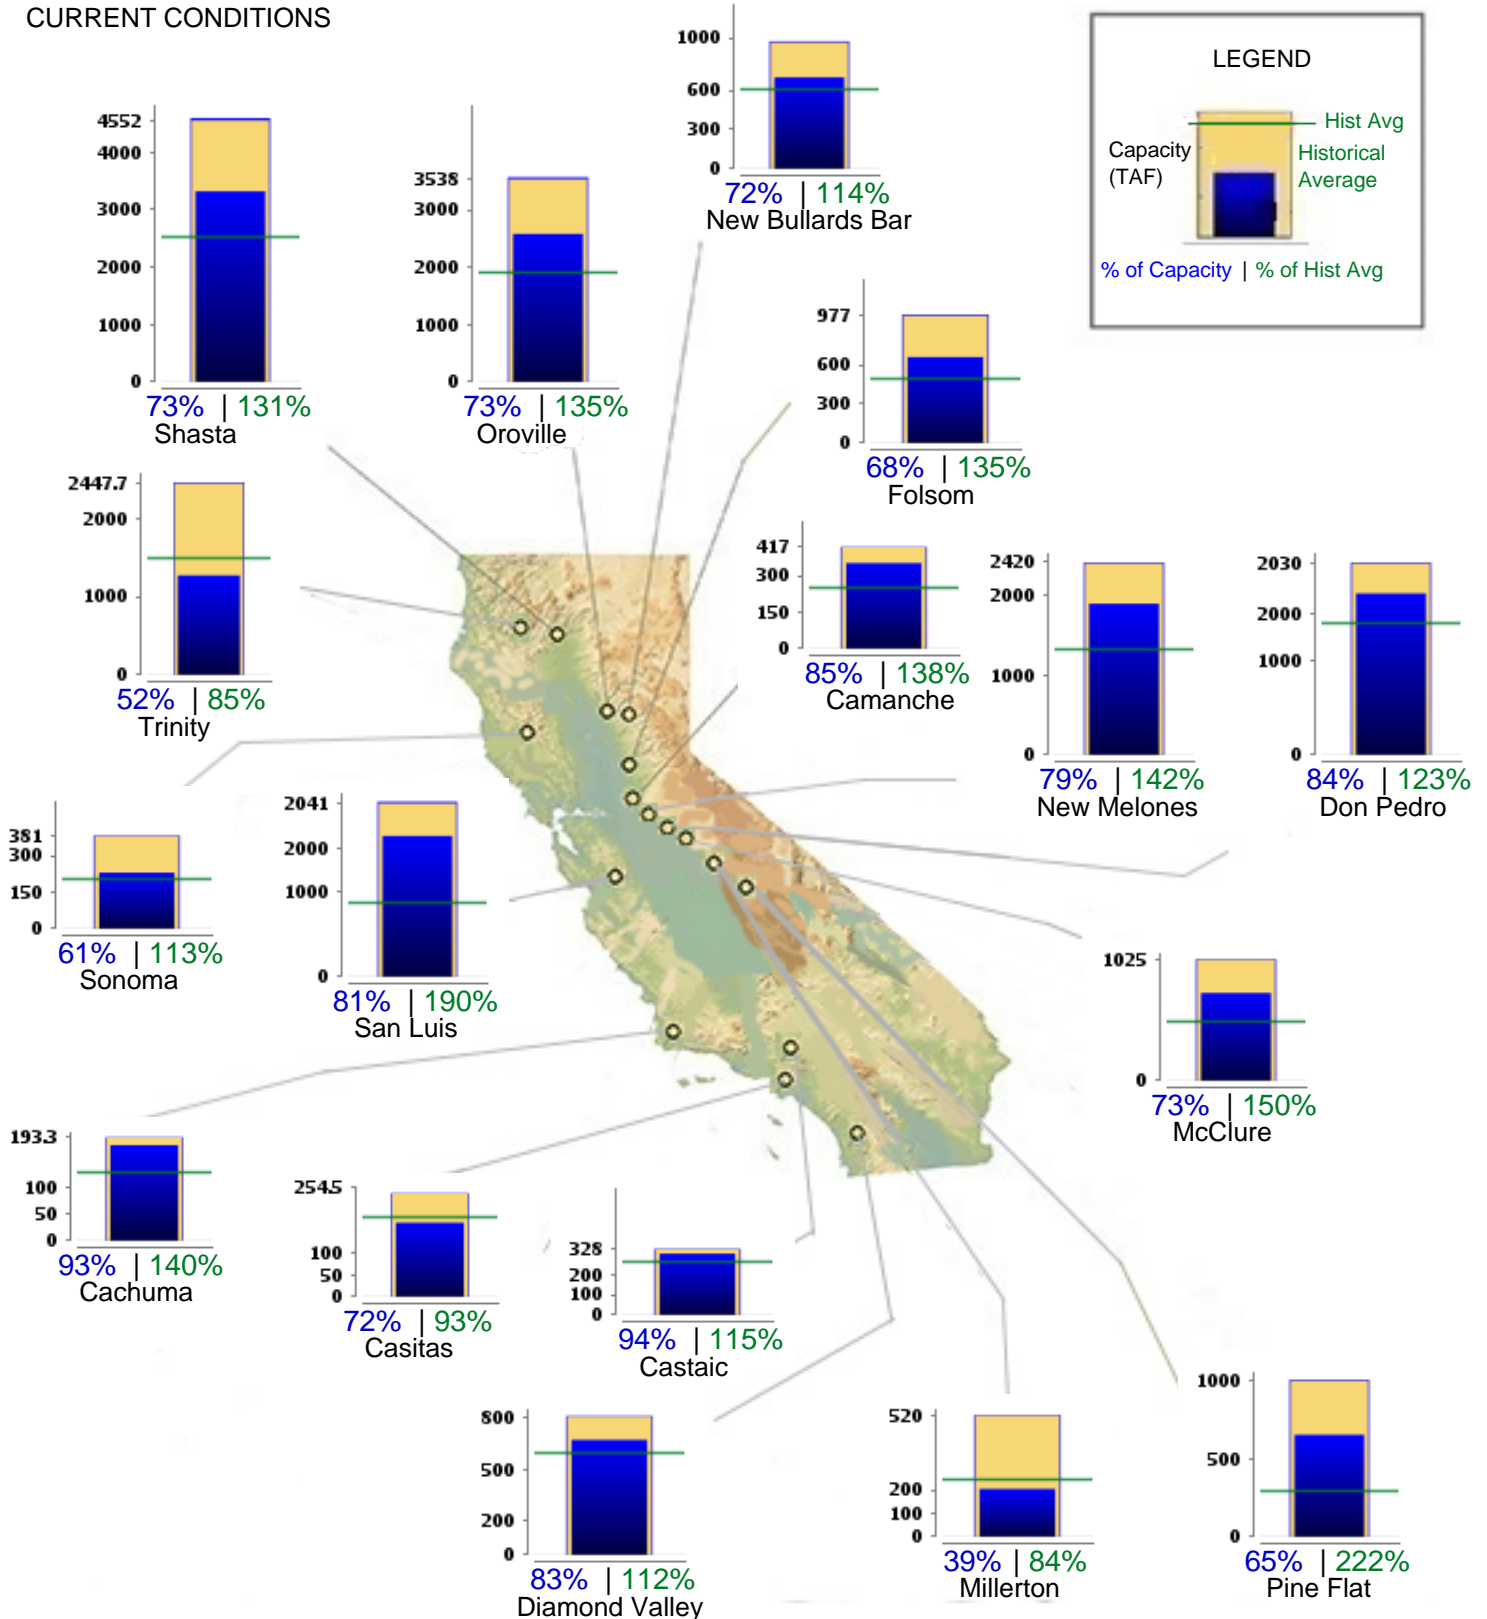 CURRENT CONDITIONS
LEGEND
Hist Avg
Capacity
(TAF)
Historical
Average
% of Capacity | % of Hist Avg
1000
600
300
0
72% | 114%
New Bullards Bar
4552
4000
3000
2000
1000
0
73% | 131%
Shasta
3538
3000
2000
1000
0
73% | 135%
Oroville
977
600
300
0
68% | 135%
Folsom
2447.7
2000
1000
0
52% | 85%
Trinity
417
300
150
0
85% | 138%
Camanche
2420
2000
1000
0
79% | 142%
New Melones
2030
2000
1000
0
84% | 123%
Don Pedro
381
300
150
0
61% | 113%
Sonoma
2041
2000
1000
0
81% | 190%
San Luis
1025
0
73% | 150%
McClure
193.3
100
50
0
93% | 140%
Cachuma
254.5
100
50
0
72% | 93%
Casitas
328
200
100
0
94% | 115%
Castaic
800
500
200
0
83% | 112%
Diamond Valley
520
200
100
0
39% | 84%
Millerton
1000
500
0
65% | 222%
Pine Flat